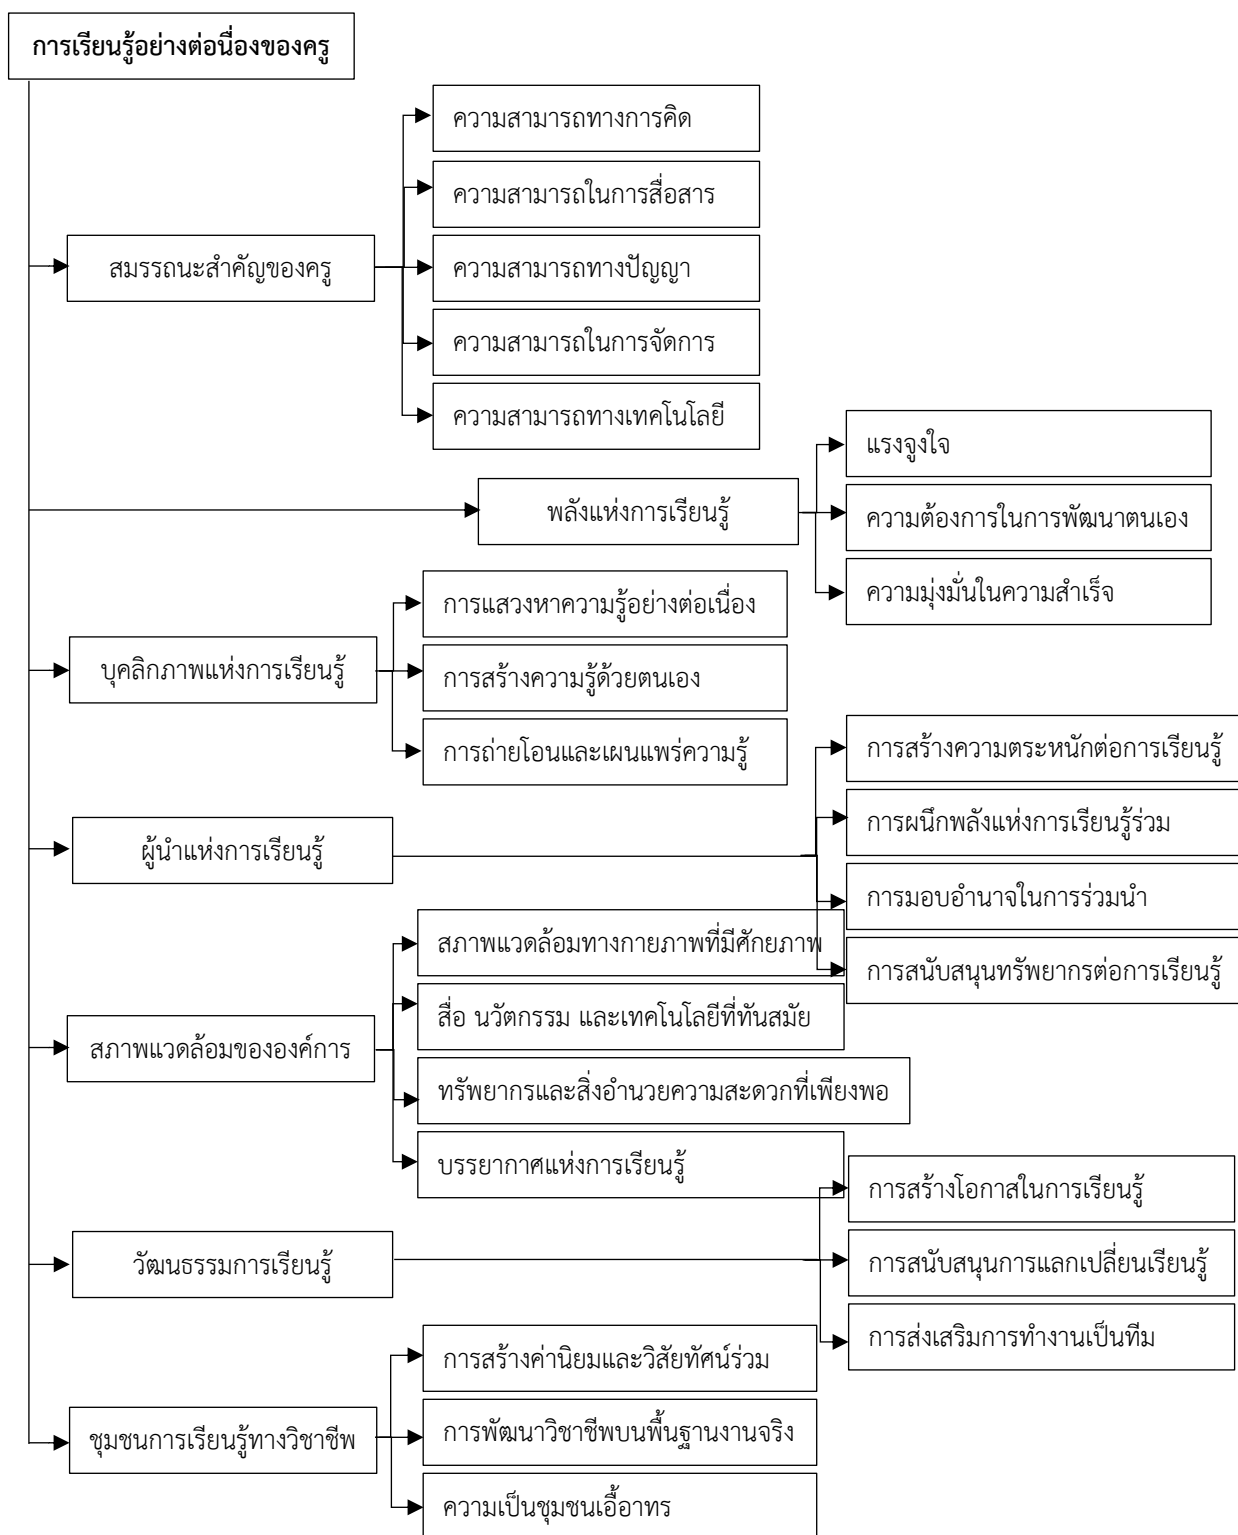 การเรียนรู้อย่างต่อนื่องของครู
สมรรถนะสำคัญของครู
ความสามารถทางการคิด
ความสามารถในการสื่อสาร
ความสามารถทางปัญญา
ความสามารถในการจัดการ
ความสามารถทางเทคโนโลยี
พลังแห่งการเรียนรู้
แรงจูงใจ
ความต้องการในการพัฒนาตนเอง
ความมุ่งมั่นในความสำเร็จ
บุคลิกภาพแห่งการเรียนรู้
การแสวงหาความรู้อย่างต่อเนื่อง
การสร้างความรู้ด้วยตนเอง
การถ่ายโอนและเผนแพร่ความรู้
ผู้นำแห่งการเรียนรู้
การสร้างความตระหนักต่อการเรียนรู้
การผนึกพลังแห่งการเรียนรู้ร่วม
การมอบอำนาจในการร่วมนำ
การสนับสนุนทรัพยากรต่อการเรียนรู้
สภาพแวดล้อมขององค์การ
สภาพแวดล้อมทางกายภาพที่มีศักยภาพ
สื่อ นวัตกรรม และเทคโนโลยีที่ทันสมัย
ทรัพยากรและสิ่งอำนวยความสะดวกที่เพียงพอ
บรรยากาศแห่งการเรียนรู้
วัฒนธรรมการเรียนรู้
การสร้างโอกาสในการเรียนรู้
การสนับสนุนการแลกเปลี่ยนเรียนรู้
การส่งเสริมการทำงานเป็นทีม
ชุมชนการเรียนรู้ทางวิชาชีพ
การสร้างค่านิยมและวิสัยทัศน์ร่วม
การพัฒนาวิชาชีพบนพื้นฐานงานจริง
ความเป็นชุมชนเอื้ออาทร